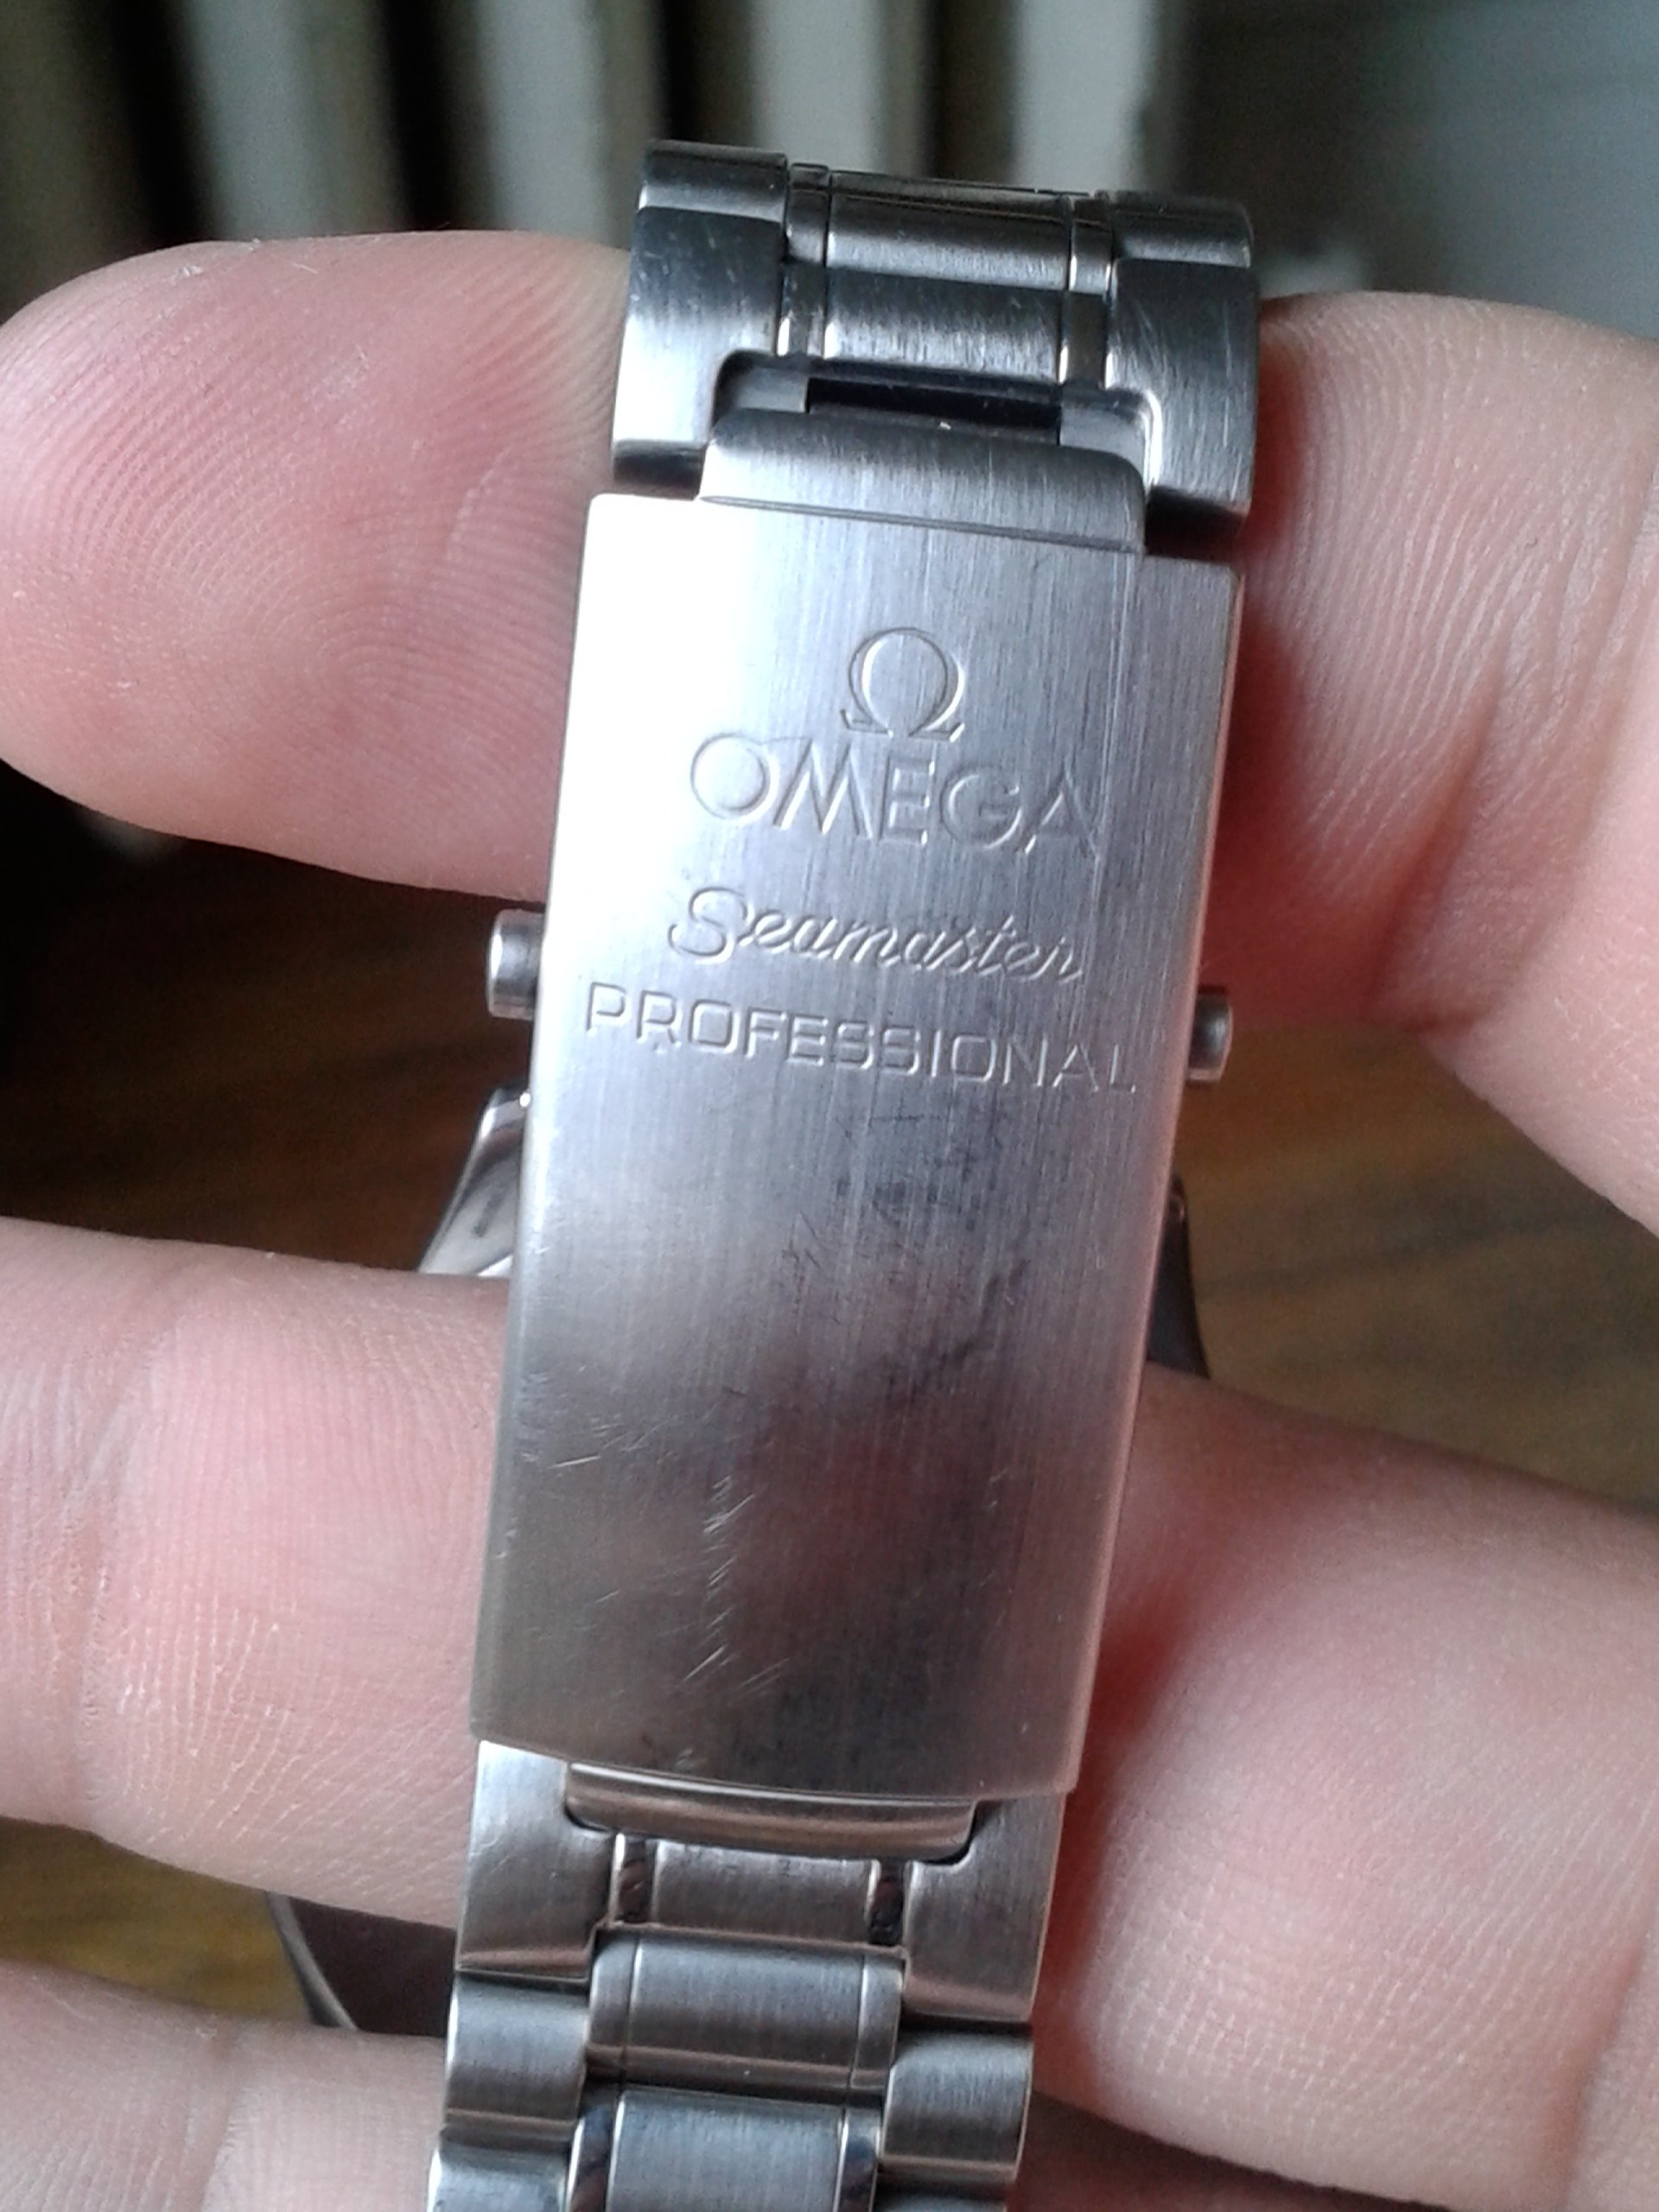 Ω
OMEGA
Seamaster
PROFESSIONAL